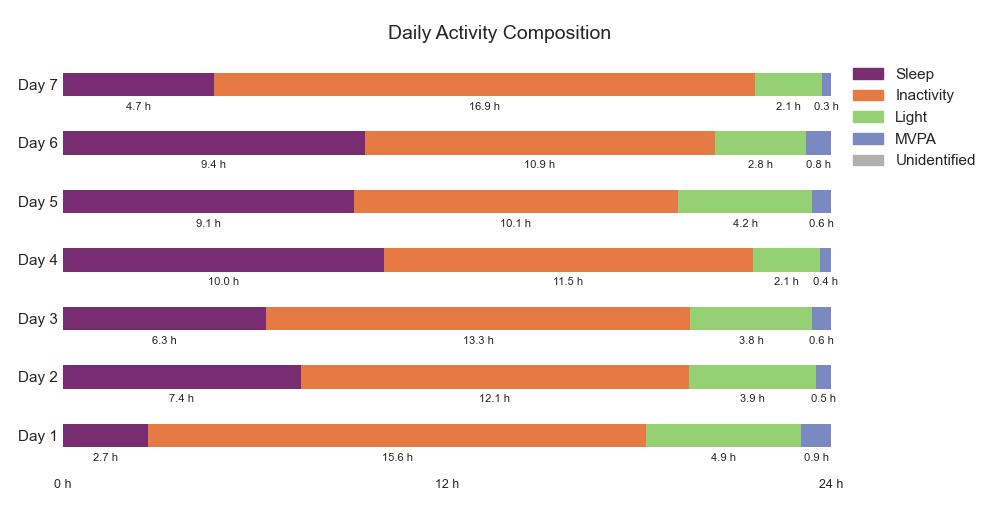 Daily Activity Composition
Day 7
4.7 h 16.9 h 2.1 h 0.3 h
Day 6
9.4 h 10.9 h 2.8 h 0.8 h
Day 5
9.1 h 10.1 h 4.2 h 0.6 h
Day 4
10.0 h 11.5 h 2.1 h 0.4 h
Day 3
6.3 h 13.3 h 3.8 h 0.6 h
Day 2
7.4 h 12.1 h 3.9 h 0.5 h
Day 1
2.7 h 15.6 h 4.9 h 0.9 h
0 h 12 h 24 h
Sleep
Inactivity
Light
MVPA
Unidentified